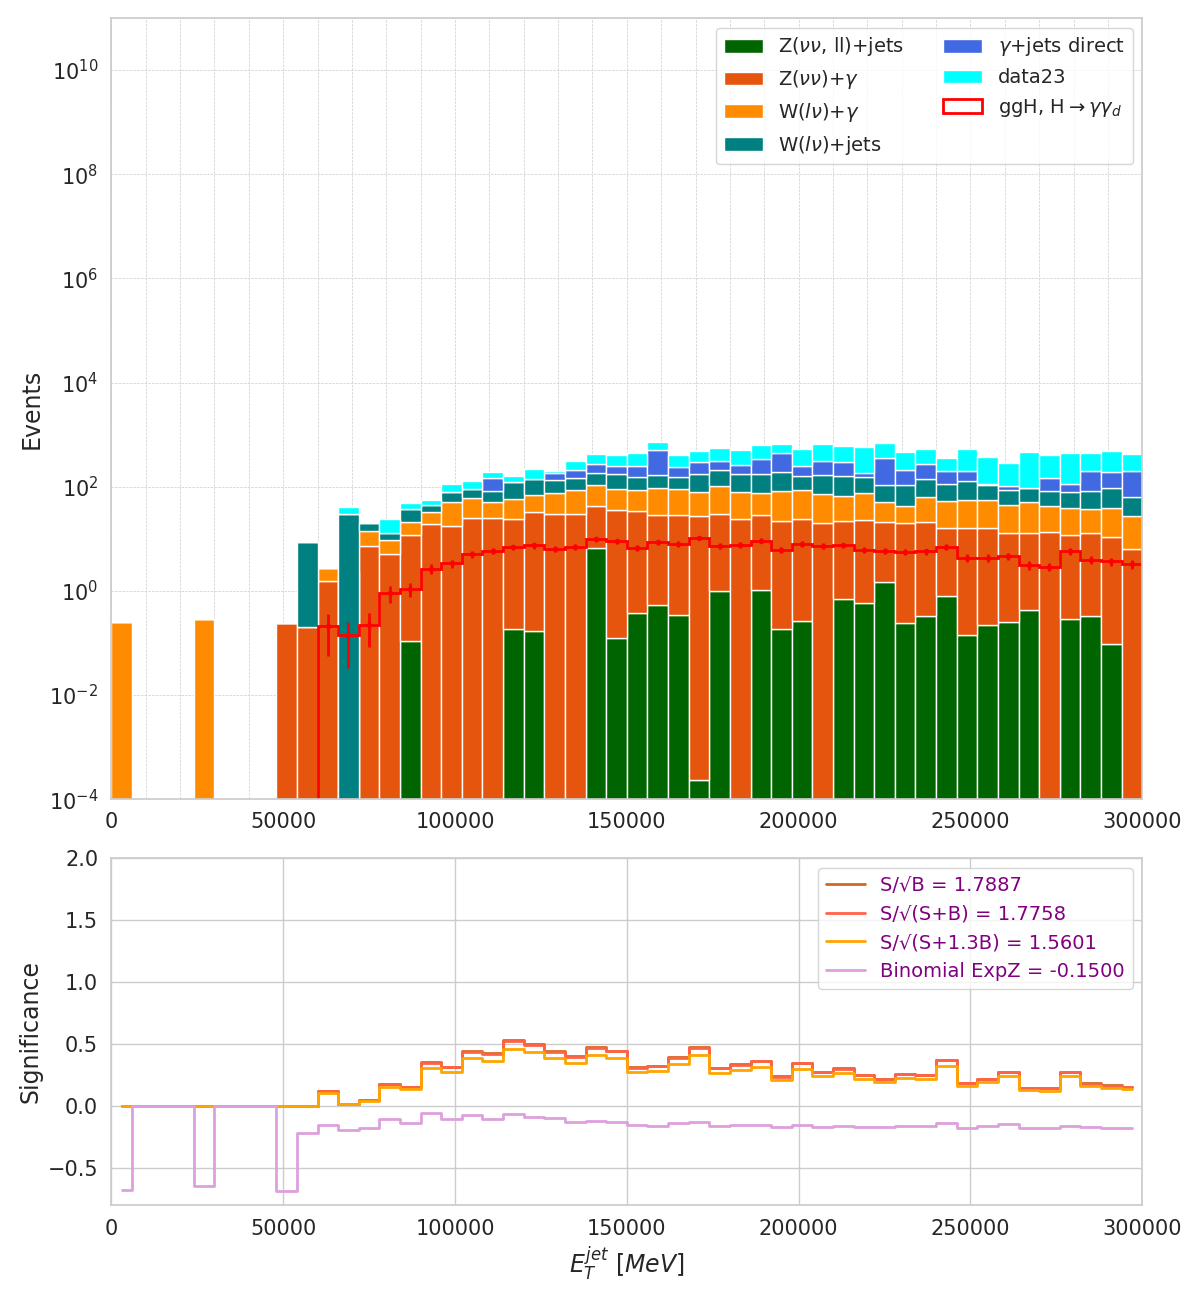 Z(νν, ll)+jets
Z(νν)+γ
W(lν)+γ
W(lν)+jets
γ+jets direct
data23
ggH, H→γγ_d
Events
10^10
10^8
10^6
10^4
10^2
10^0
10^−2
10^−4
0 50000 100000 150000 200000 250000 300000
S/√B = 1.7887
S/√(S+B) = 1.7758
S/√(S+1.3B) = 1.5601
Binomial ExpZ = -0.1500
Significance
2.0
1.5
1.0
0.5
0.0
−0.5
0 50000 100000 150000 200000 250000 300000
E_T^jet [MeV]